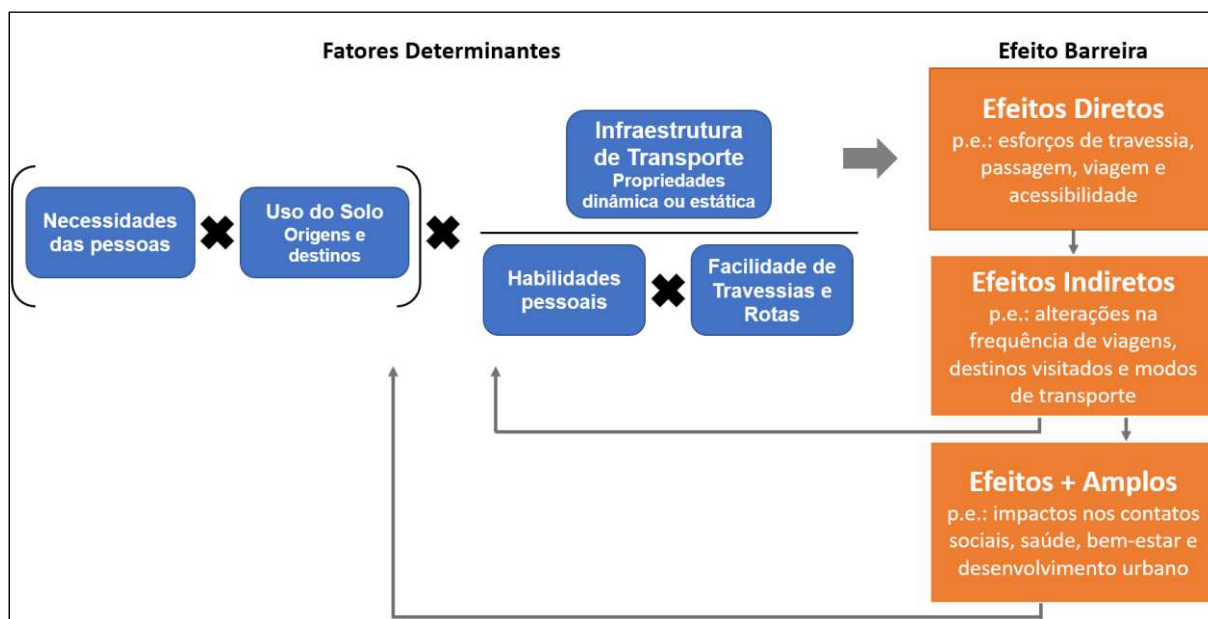 Fatores Determinantes
Efeito Barreira
Necessidades
das pessoas
Uso do Solo
Origens e
destinos
Infraestrutura
de Transporte
Propriedades
dinâmica ou estática
Habilidades
pessoais
Facilidade de
Travessias e
Rotas
Efeitos Diretos
p.e.: esforços de travessia,
passagem, viagem e
acessibilidade
Efeitos Indiretos
p.e.: alterações na
frequência de viagens,
destinos visitados e modos
de transporte
Efeitos + Amplos
p.e.: impactos nos contatos
sociais, saúde, bem-estar e
desenvolvimento urbano